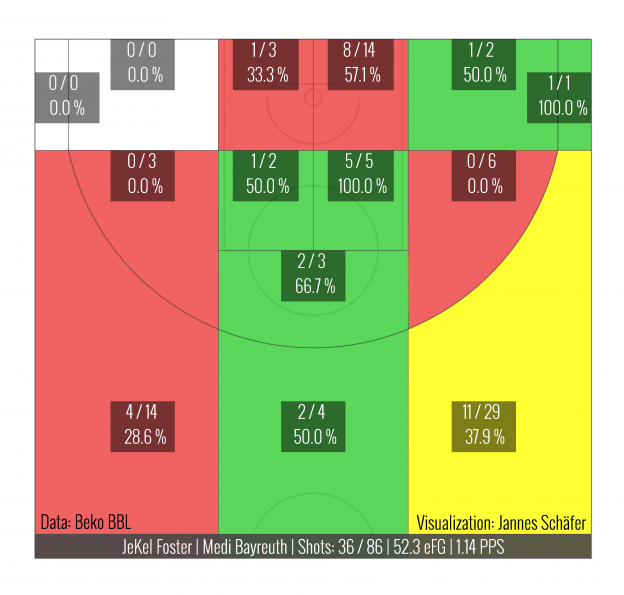 0 / 0
0.0 %
1 / 3
33.3 %
8 / 14
57.1 %
1 / 2
50.0 %
0 / 0
0.0 %
1 / 1
100.0 %
0 / 3
0.0 %
1 / 2
50.0 %
5 / 5
100.0 %
0 / 6
0.0 %
2 / 3
66.7 %
4 / 14
28.6 %
2 / 4
50.0 %
11 / 29
37.9 %
Data: Beko BBL
Visualization: Jannes Schäfer
JeKel Foster | Medi Bayreuth | Shots: 36 / 86 | 52.3 eFG | 1.14 PPS